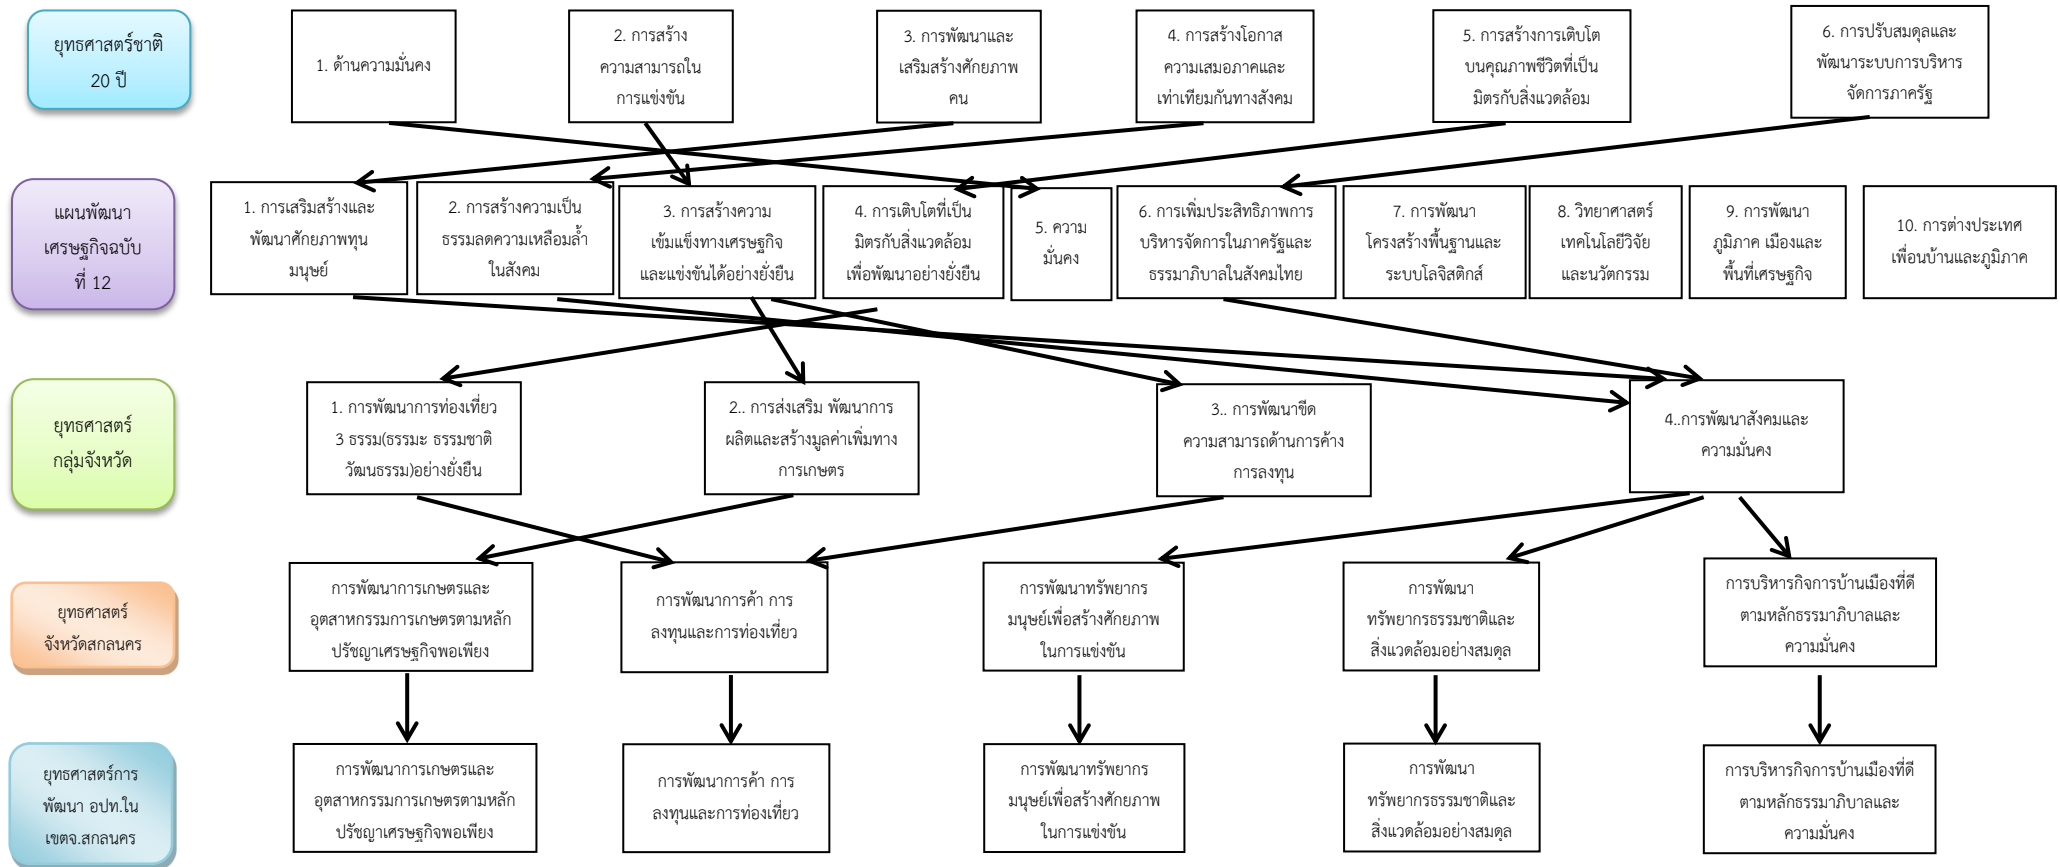 ยุทธศาสตร์ชาติ
20 ปี
1. ด้านความมั่นคง
2. การสร้าง
ความสามารถใน
การแข่งขัน
3. การพัฒนาและ
เสริมสร้างศักยภาพ
คน
4. การสร้างโอกาส
ความเสมอภาคและ
เท่าเทียมกันทางสังคม
5. การสร้างการเติบโต
บนคุณภาพชีวิตที่เป็น
มิตรกับสิ่งแวดล้อม
6. การปรับสมดุลและ
พัฒนาระบบการบริหาร
จัดการภาครัฐ
แผนพัฒนา
เศรษฐกิจฉบับ
ที่ 12
1. การเสริมสร้างและ
พัฒนาศักยภาพทุน
มนุษย์
2. การสร้างความเป็น
ธรรมลดความเหลือมล้ำ
ในสังคม
3. การสร้างความ
เข้มแข็งทางเศรษฐกิจ
และแข่งขันได้อย่างยั่งยืน
4. การเติบโตที่เป็น
มิตรกับสิ่งแวดล้อม
เพื่อพัฒนาอย่างยั่งยืน
5. ความ
มั่นคง
6. การเพิ่มประสิทธิภาพการ
บริหารจัดการในภาครัฐและ
ธรรมาภิบาลในสังคมไทย
7. การพัฒนา
โครงสร้างพื้นฐานและ
ระบบโลจิสติกส์
8. วิทยาศาสตร์
เทคโนโลยีวิจัย
และนวัตกรรม
9. การพัฒนา
ภูมิภาค เมืองและ
พื้นที่เศรษฐกิจ
10. การต่างประเทศ
เพื่อนบ้านและภูมิภาค
ยุทธศาสตร์
กลุ่มจังหวัด
1. การพัฒนาการท่องเที่ยว
3 ธรรม(ธรรมะ ธรรมชาติ
วัฒนธรรม)อย่างยั่งยืน
2.. การส่งเสริม พัฒนาการ
ผลิตและสร้างมูลค่าเพิ่มทาง
การเกษตร
3.. การพัฒนาขีด
ความสามารถด้านการค้าง
การลงทุน
4..การพัฒนาสังคมและ
ความมั่นคง
ยุทธศาสตร์
จังหวัดสกลนคร
การพัฒนาการเกษตรและ
อุตสาหกรรมการเกษตรตามหลัก
ปรัชญาเศรษฐกิจพอเพียง
การพัฒนาการค้า การ
ลงทุนและการท่องเที่ยว
การพัฒนาทรัพยากร
มนุษย์เพื่อสร้างศักยภาพ
ในการแข่งขัน
การพัฒนา
ทรัพยากรธรรมชาติและ
สิ่งแวดล้อมอย่างสมดุล
การบริหารกิจการบ้านเมืองที่ดี
ตามหลักธรรมาภิบาลและ
ความมั่นคง
ยุทธศาสตร์การ
พัฒนา อปท.ใน
เขตจ.สกลนคร
การพัฒนาการเกษตรและ
อุตสาหกรรมการเกษตรตามหลัก
ปรัชญาเศรษฐกิจพอเพียง
การพัฒนาการค้า การ
ลงทุนและการท่องเที่ยว
การพัฒนาทรัพยากร
มนุษย์เพื่อสร้างศักยภาพ
ในการแข่งขัน
การพัฒนา
ทรัพยากรธรรมชาติและ
สิ่งแวดล้อมอย่างสมดุล
การบริหารกิจการบ้านเมืองที่ดี
ตามหลักธรรมาภิบาลและ
ความมั่นคง